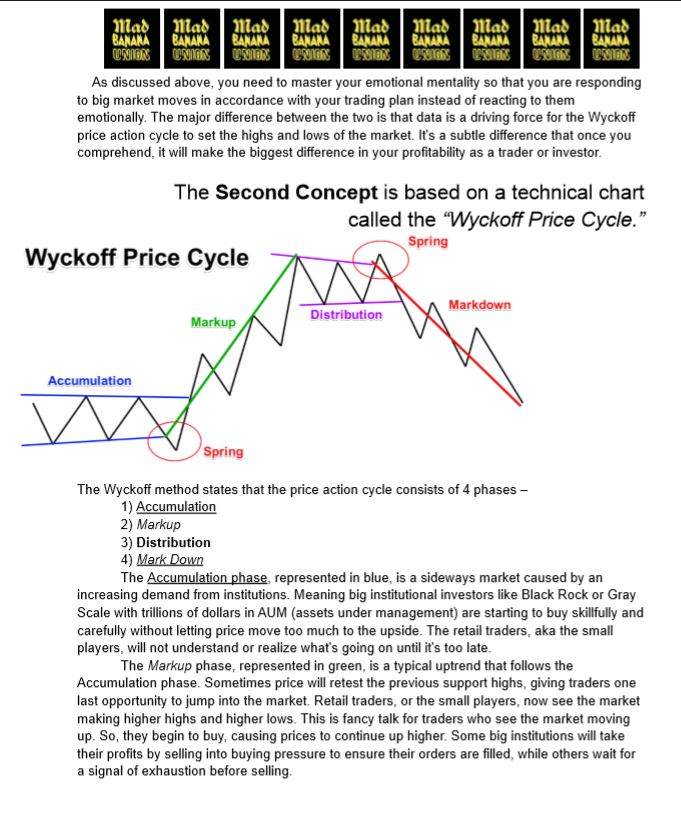 Mad Mad Mad Mad Mad Mad Mad Mad Mad
BANANA BANANA BANANA BANANA BANANA BANANA BANANA BANANA BANANA
UNION UNION UNION UNION UNION UNION UNION UNION UNION
As discussed above, you need to master your emotional mentality so that you are responding
to big market moves in accordance with your trading plan instead of reacting to them
emotionally. The major difference between the two is that data is a driving force for the Wyckoff
price action cycle to set the highs and lows of the market. It's a subtle difference that once you
comprehend, it will make the biggest difference in your profitability as a trader or investor.
The Second Concept is based on a technical chart
called the “Wyckoff Price Cycle.”
Wyckoff Price Cycle
Spring
Markup
Distribution
Markdown
Accumulation
Spring
The Wyckoff method states that the price action cycle consists of 4 phases –
1) Accumulation
2) Markup
3) Distribution
4) Mark Down
The Accumulation phase, represented in blue, is a sideways market caused by an
increasing demand from institutions. Meaning big institutional investors like Black Rock or Gray
Scale with trillions of dollars in AUM (assets under management) are starting to buy skillfully and
carefully without letting price move too much to the upside. The retail traders, aka the small
players, will not understand or realize what's going on until it's too late.
The Markup phase, represented in green, is a typical uptrend that follows the
Accumulation phase. Sometimes price will retest the previous support highs, giving traders one
last opportunity to jump into the market. Retail traders, or the small players, now see the market
making higher highs and higher lows. This is fancy talk for traders who see the market moving
up. So, they begin to buy, causing prices to continue up higher. Some big institutions will take
their profits by selling into buying pressure to ensure their orders are filled, while others wait for
a signal of exhaustion before selling.